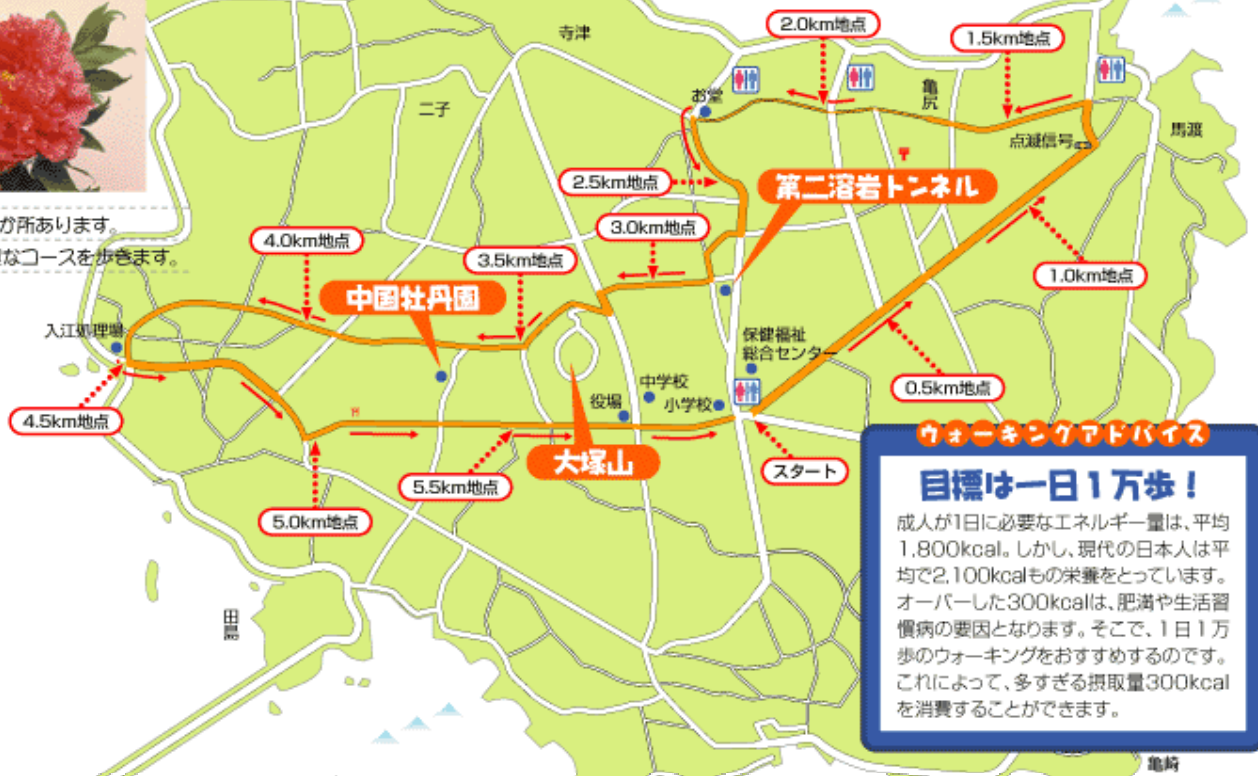 か所あります。
なコースを歩きます。
寺津
二子
お堂
亀尻
馬渡
点滅信号
2.0km地点
1.5km地点
2.5km地点
第二溶岩トンネル
3.0km地点
4.0km地点
3.5km地点
1.0km地点
中国牡丹園
入江処理場
保健福祉
総合センター
中学校
役場
小学校
0.5km地点
4.5km地点
大塚山
スタート
5.5km地点
5.0km地点
田島
ウォーキングアドバイス
目標は一日1万歩！
成人が1日に必要なエネルギー量は、平均
1,800kcal。しかし、現代の日本人は平
均で2,100kcalもの栄養をとっています。
オーバーした300kcalは、肥満や生活習
慣病の要因となります。そこで、1日1万
歩のウォーキングをおすすめするのです。
これによって、多すぎる摂取量300kcal
を消費することができます。
亀崎